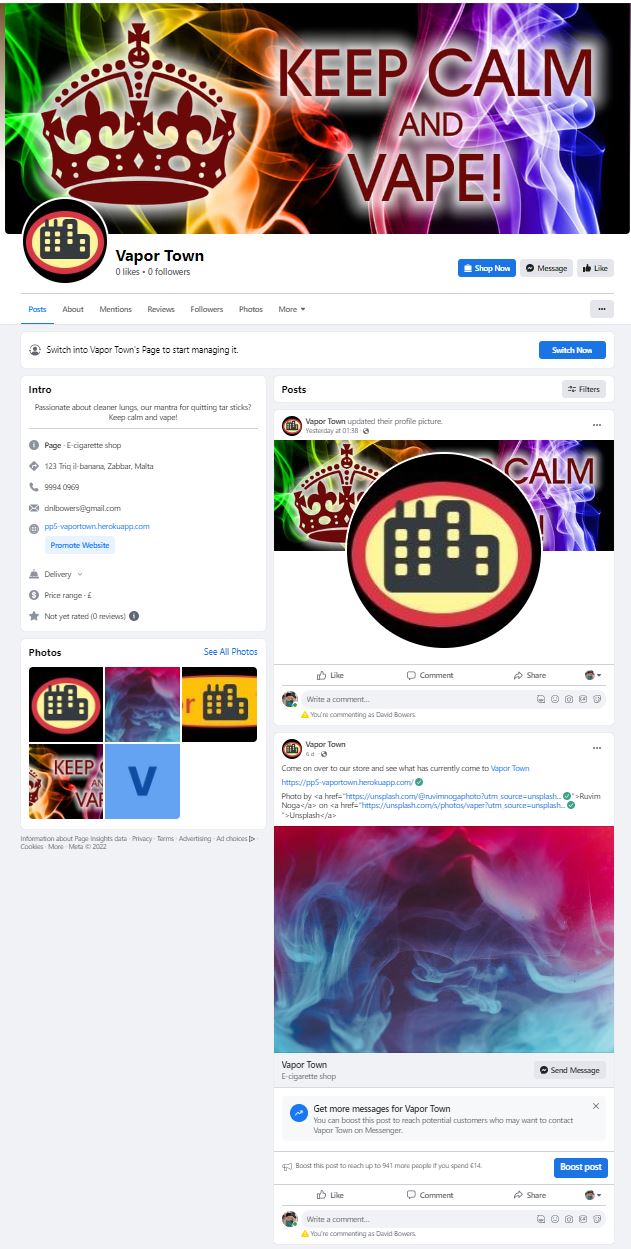 KEEP CALM
AND
VAPE!
Vapor Town
0 likes • 0 followers
Shop Now
Message
Like
Posts
About
Mentions
Reviews
Followers
Photos
More
Switch into Vapor Town's Page to start managing it.
Switch Now
Intro
Passionate about cleaner lungs, our mantra for quitting tar sticks?
Keep calm and vape!
Page · E-cigarette shop
123 Triq il-banana, Zabbar, Malta
9994 0969
dnlbowers@gmail.com
pp5-vaportown.herokuapp.com
Promote Website
Delivery
Price range · £
Not yet rated (0 reviews)
Photos
See All Photos
r
KEEP C
A
VAP
V
Information about Page Insights data · Privacy · Terms · Advertising · Ad choices ·
Cookies · More · Meta © 2022
Posts
Filters
Vapor Town updated their profile picture.
Yesterday at 01:38 ·
CALM
!
Like
Comment
Share
Write a comment...
You're commenting as David Bowers.
Vapor Town
6 d ·
Come on over to our store and see what has currently come to Vapor Town
https://pp5-vaportown.herokuapp.com/
Photo by <a href="https://unsplash.com/@ruvimnogaphoto?utm_source=unsplash... ">Ruvim
Noga</a> on <a href="https://unsplash.com/s/photos/vaper?utm_source=unsplash...
">Unsplash</a>
Vapor Town
E-cigarette shop
Send Message
Get more messages for Vapor Town
You can boost this post to reach potential customers who may want to contact
Vapor Town on Messenger.
Boost this post to reach up to 941 more people if you spend €14.
Boost post
Like
Comment
Share
Write a comment...
You're commenting as David Bowers.